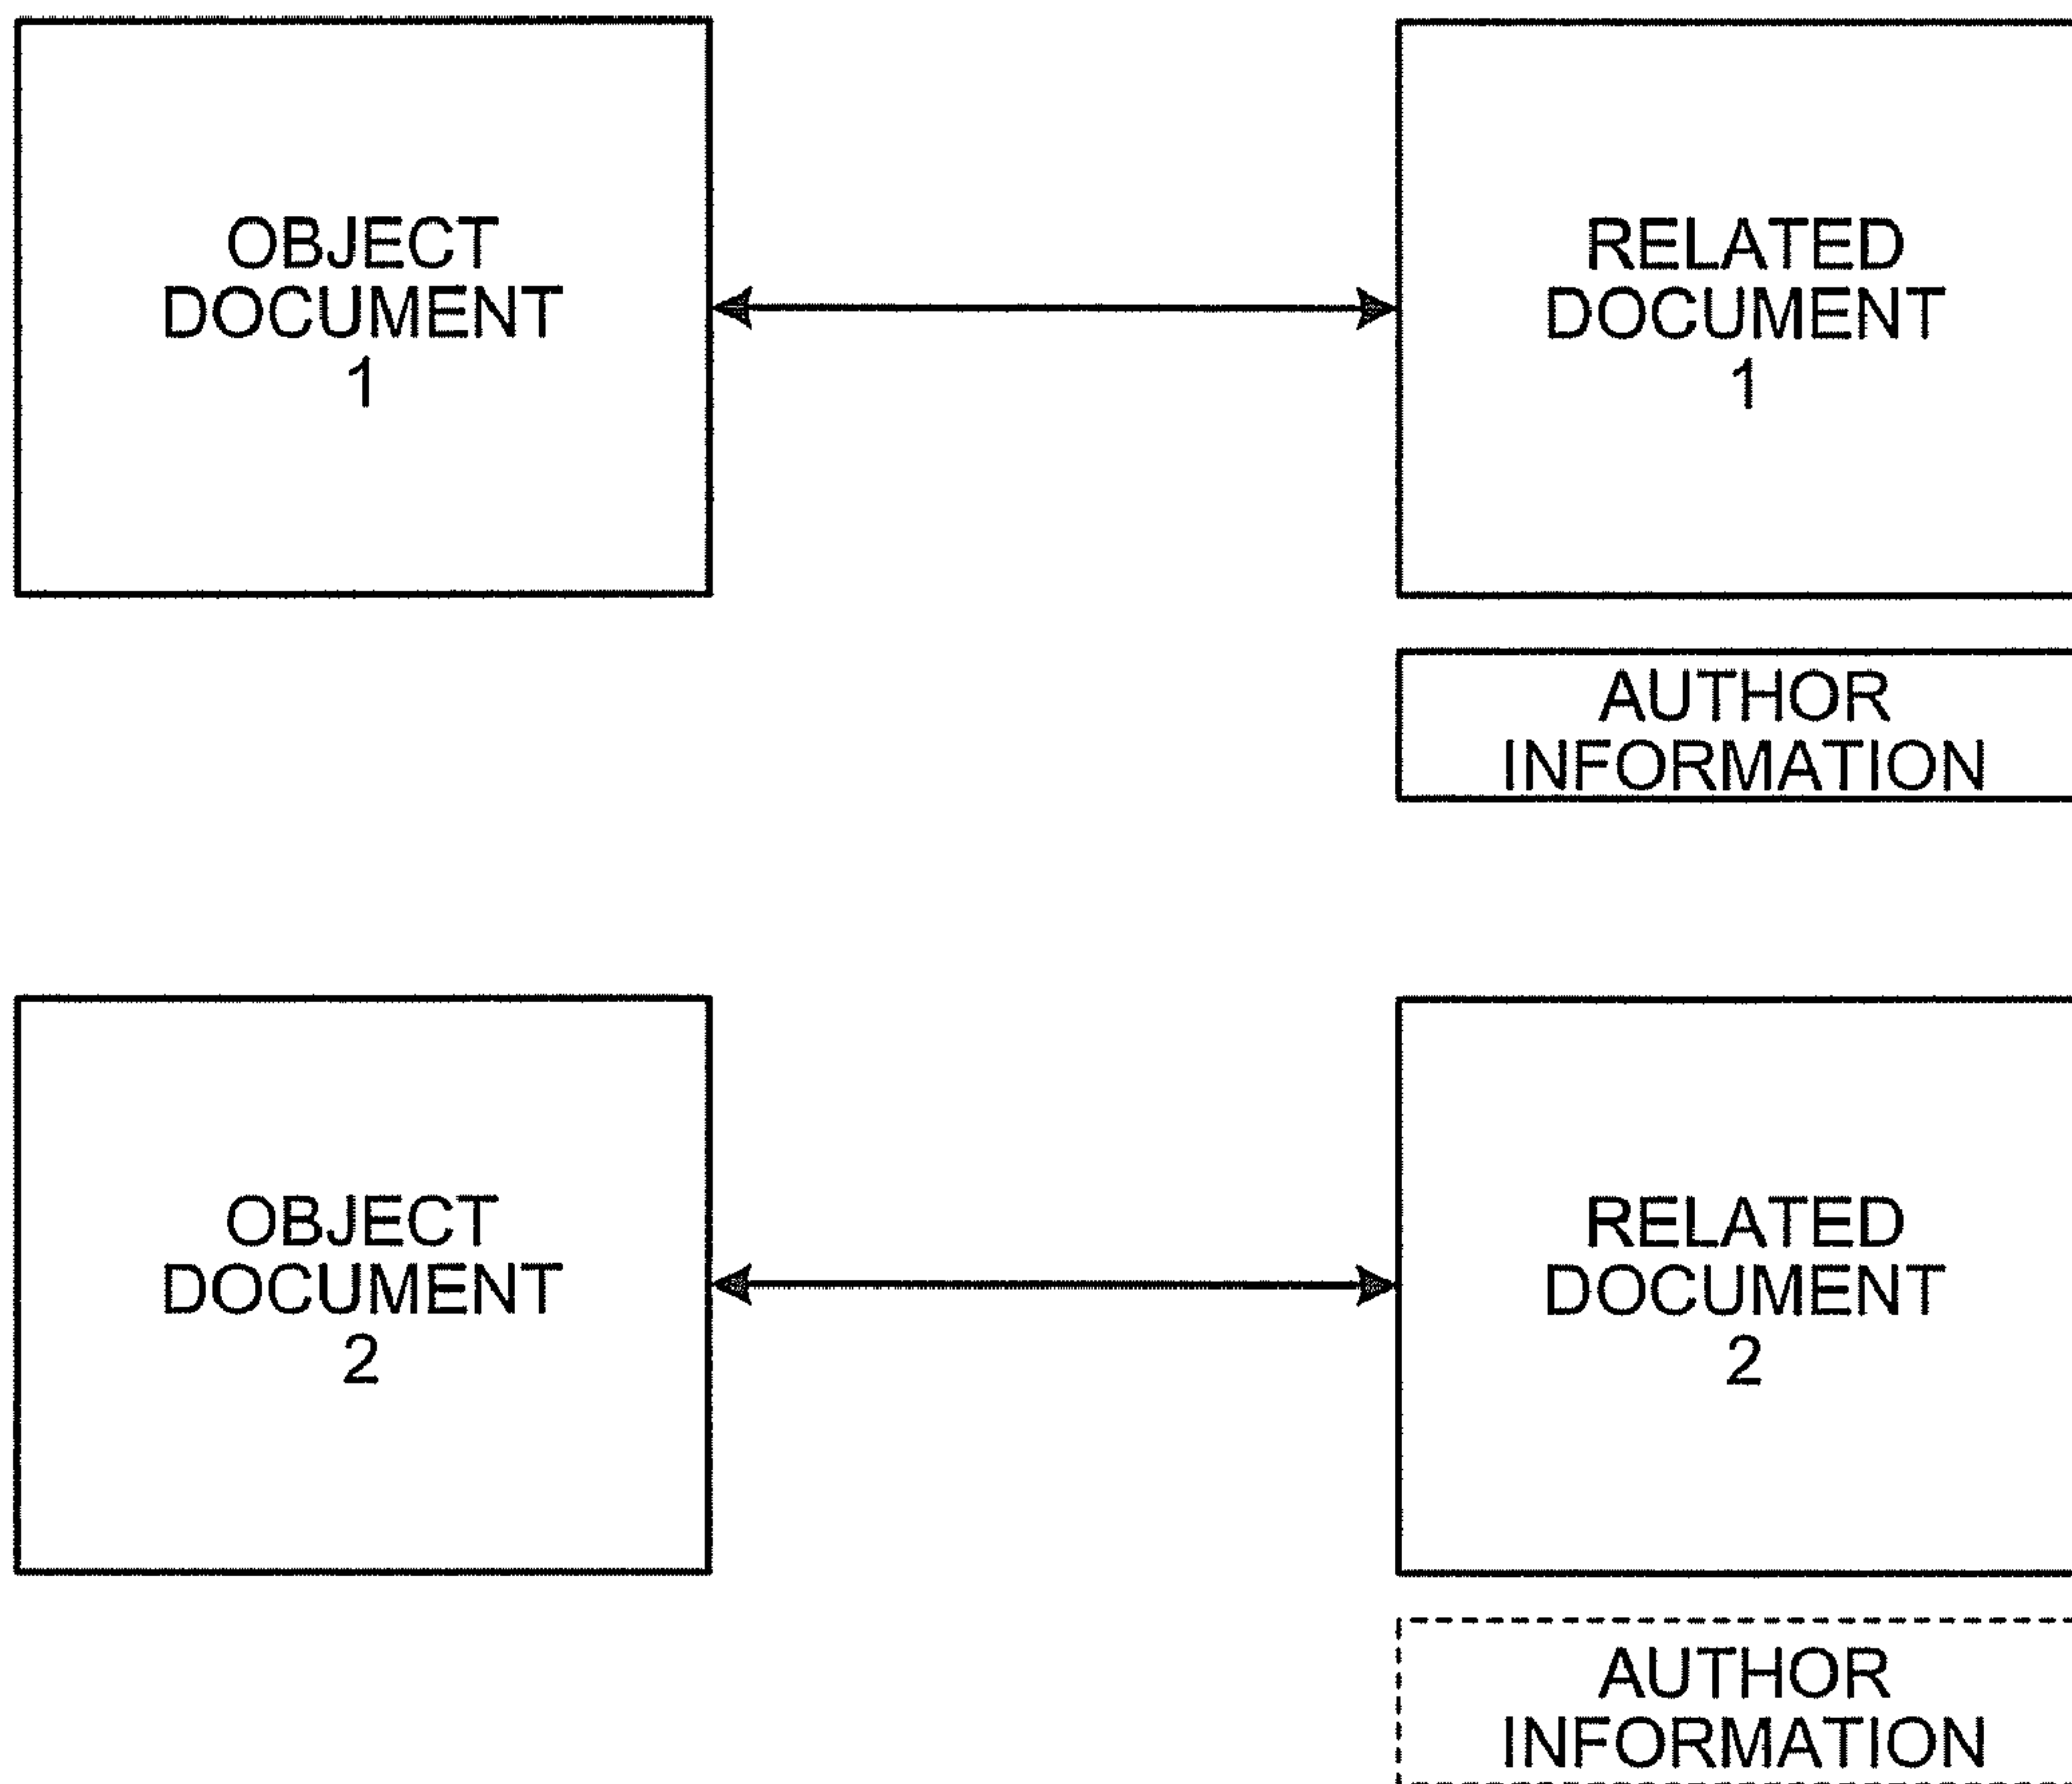 OBJECT
DOCUMENT
1
RELATED
DOCUMENT
1
AUTHOR
INFORMATION
OBJECT
DOCUMENT
2
RELATED
DOCUMENT
2
AUTHOR
INFORMATION